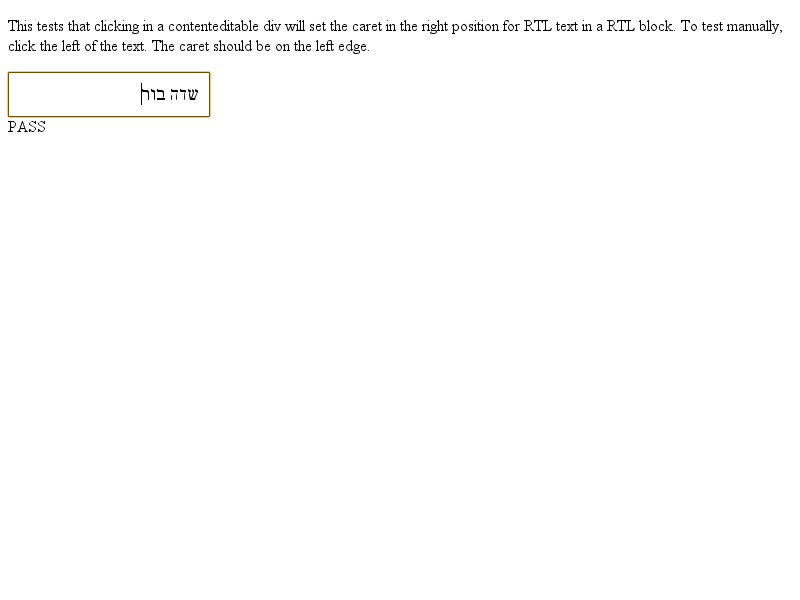 This tests that clicking in a contenteditable div will set the caret in the right position for RTL text in a RTL block. To test manually,
click the left of the text. The caret should be on the left edge.
שדה בוה
PASS